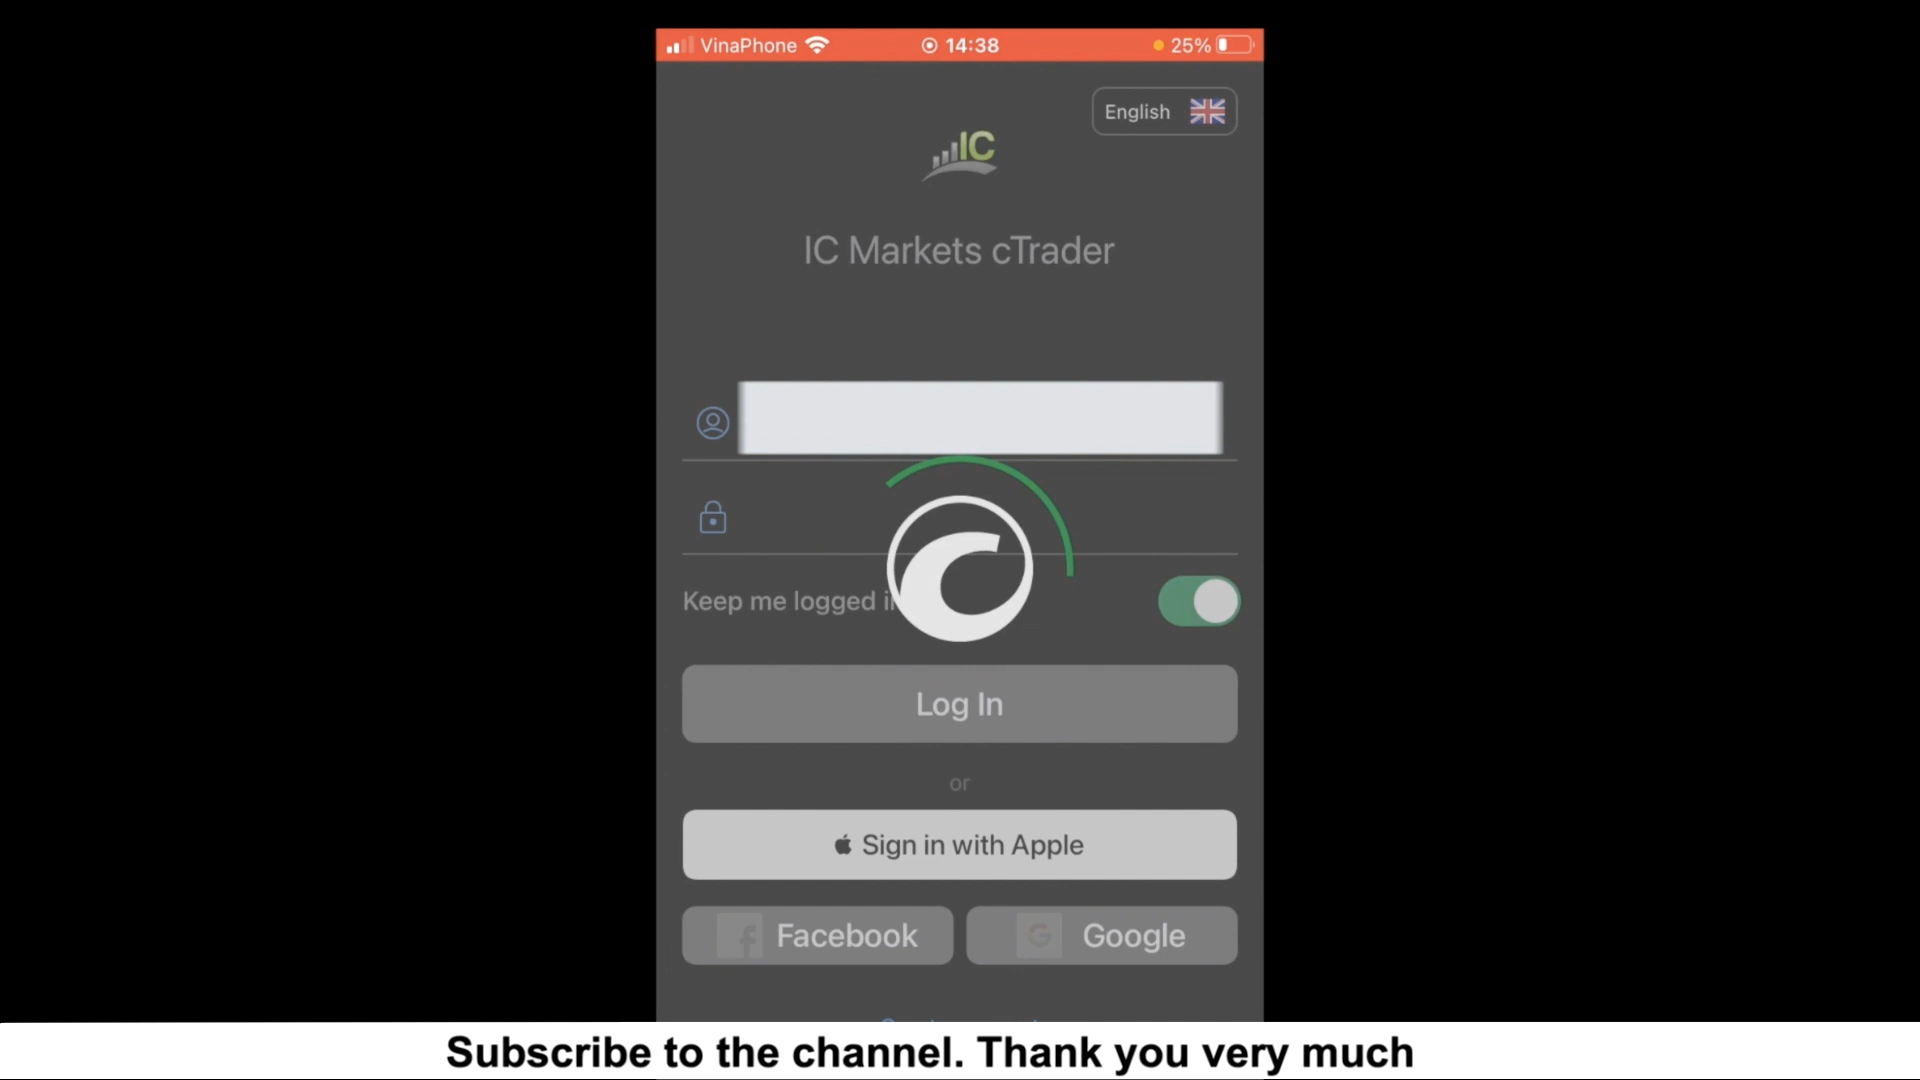 VinaPhone 14:38 25%
English
IC
IC Markets cTrader
Keep me logged in
Log In
or
Sign in with Apple
Facebook Google
Subscribe to the channel. Thank you very much